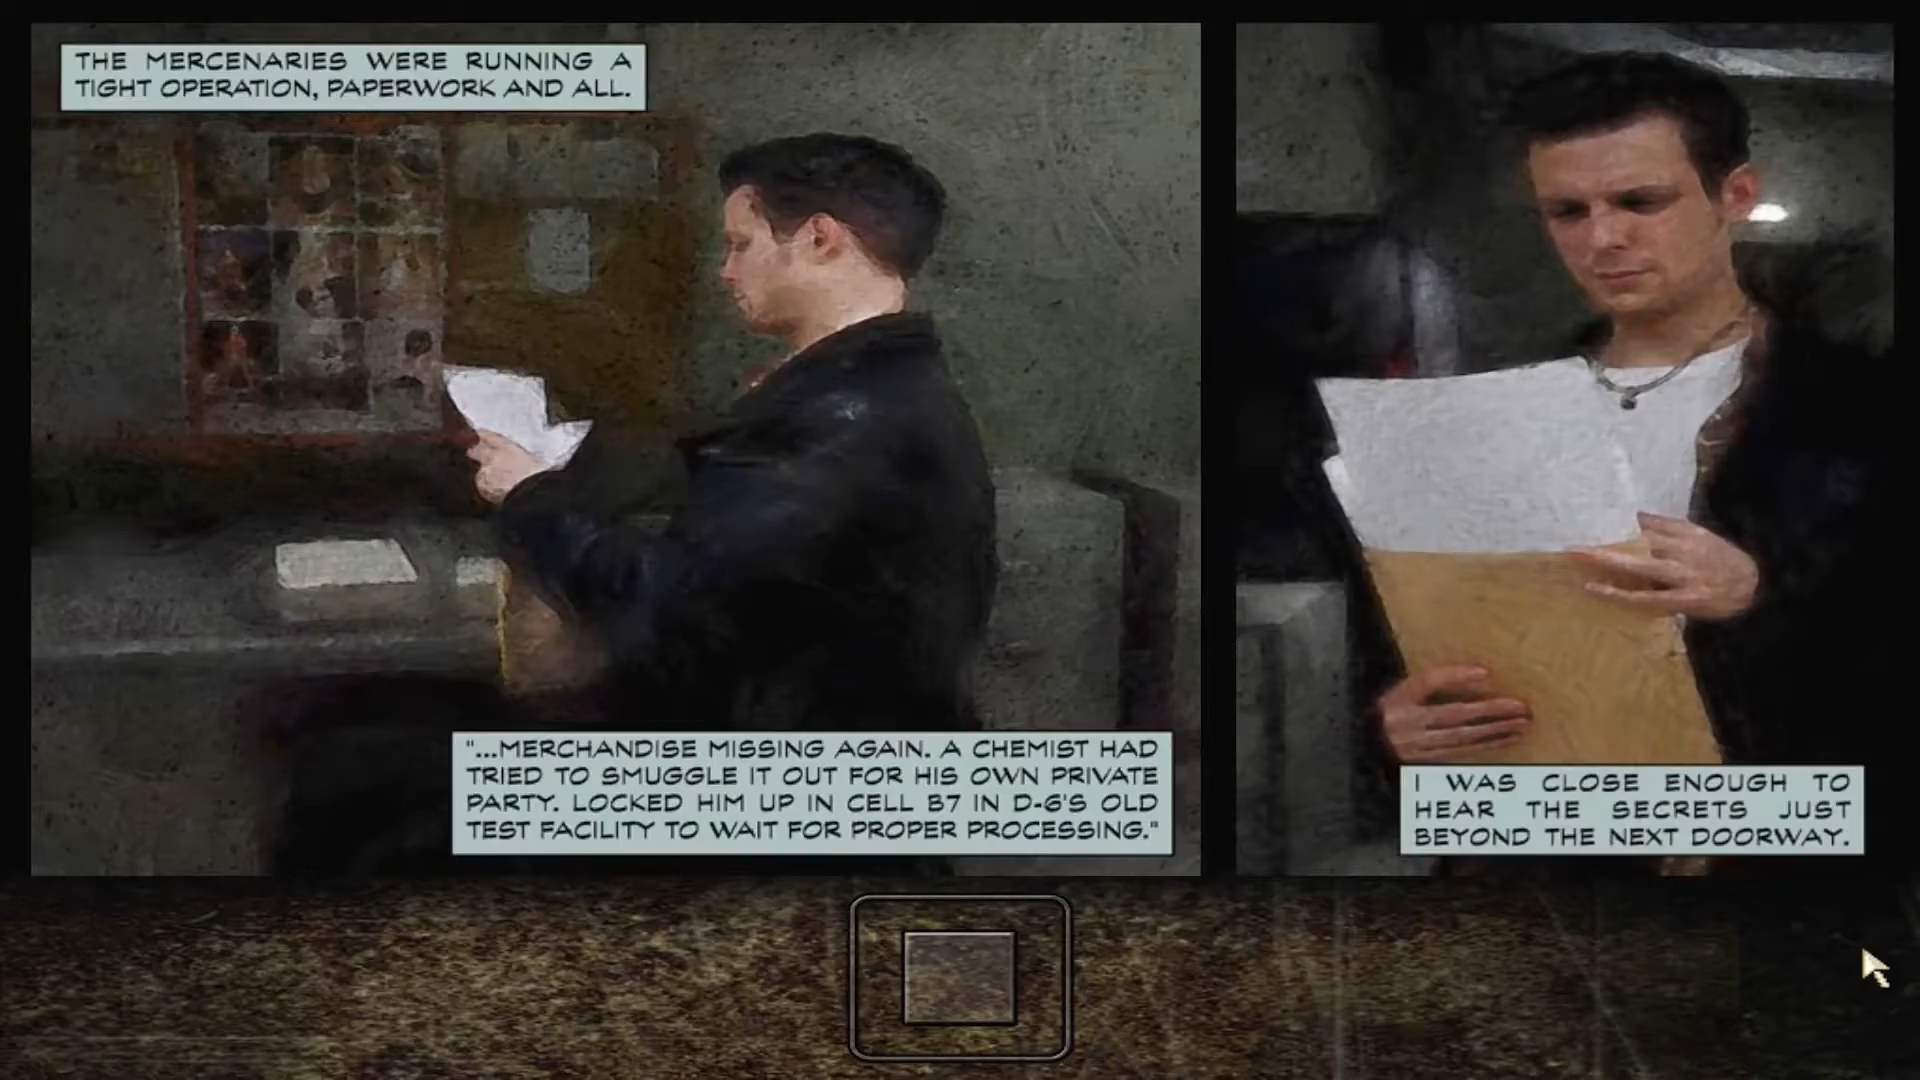 THE MERCENARIES WERE RUNNING A
TIGHT OPERATION, PAPERWORK AND ALL.
"...MERCHANDISE MISSING AGAIN. A CHEMIST HAD
TRIED TO SMUGGLE IT OUT FOR HIS OWN PRIVATE
PARTY. LOCKED HIM UP IN CELL B7 IN D-6'S OLD
TEST FACILITY TO WAIT FOR PROPER PROCESSING."
I WAS CLOSE ENOUGH TO
HEAR THE SECRETS JUST
BEYOND THE NEXT DOORWAY.